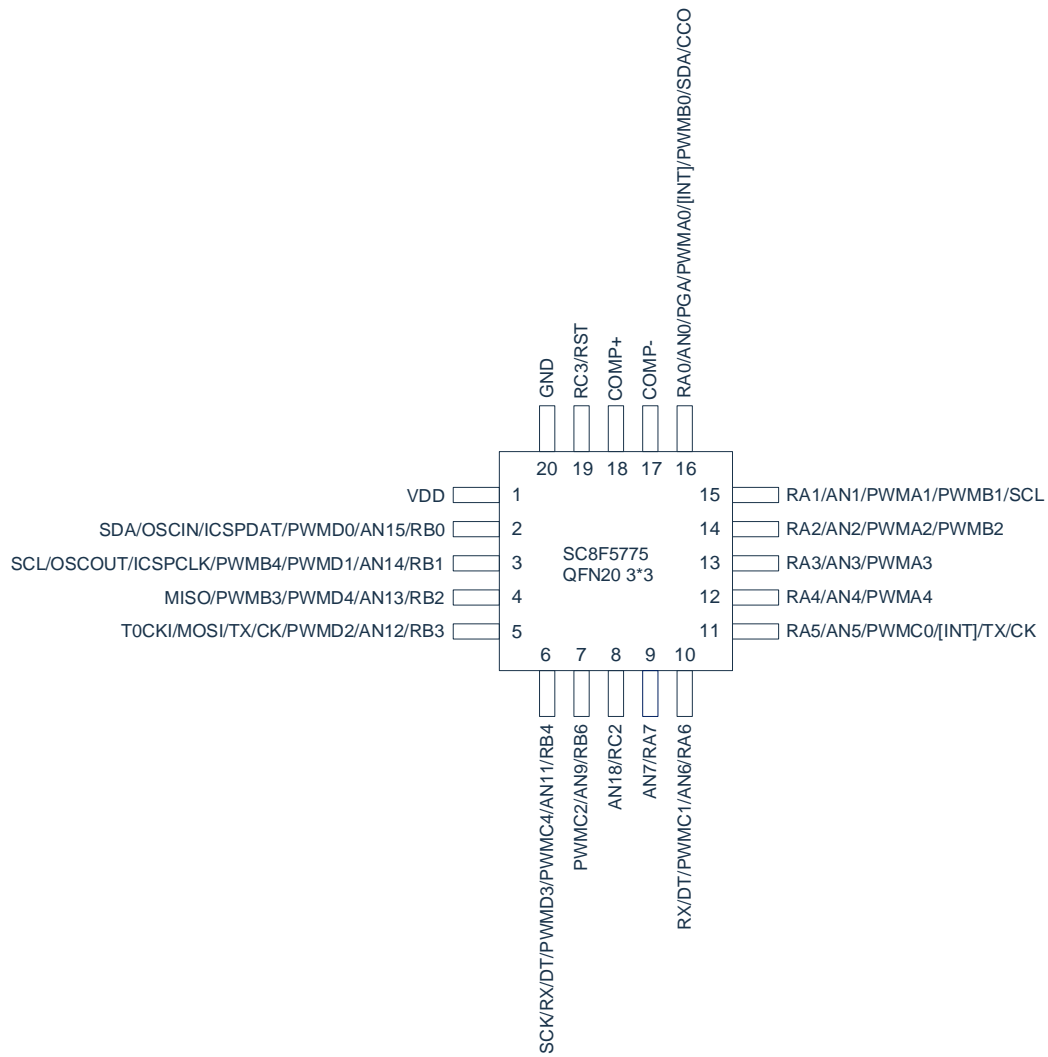 RA0/AN0/PGA/PWMA0/[INT]/PWMB0/SDA/CCO
GND
RC3/RST
COMP+
COMP-
20 19 18 17 16
VDD 1
SDA/OSCIN/ICSPDAT/PWMD0/AN15/RB0 2
SCL/OSCOUT/ICSPCLK/PWMB4/PWMD1/AN14/RB1 3
MISO/PWMB3/PWMD4/AN13/RB2 4
T0CKI/MOSI/TX/CK/PWMD2/AN12/RB3 5
SC8F5775
QFN20 3*3
15 RA1/AN1/PWMA1/PWMB1/SCL
14 RA2/AN2/PWMA2/PWMB2
13 RA3/AN3/PWMA3
12 RA4/AN4/PWMA4
11 RA5/AN5/PWMC0/[INT]/TX/CK
6 7 8 9 10
SCK/RX/DT/PWMD3/PWMC4/AN11/RB4
PWMC2/AN9/RB6
AN18/RC2
AN7/RA7
RX/DT/PWMC1/AN6/RA6